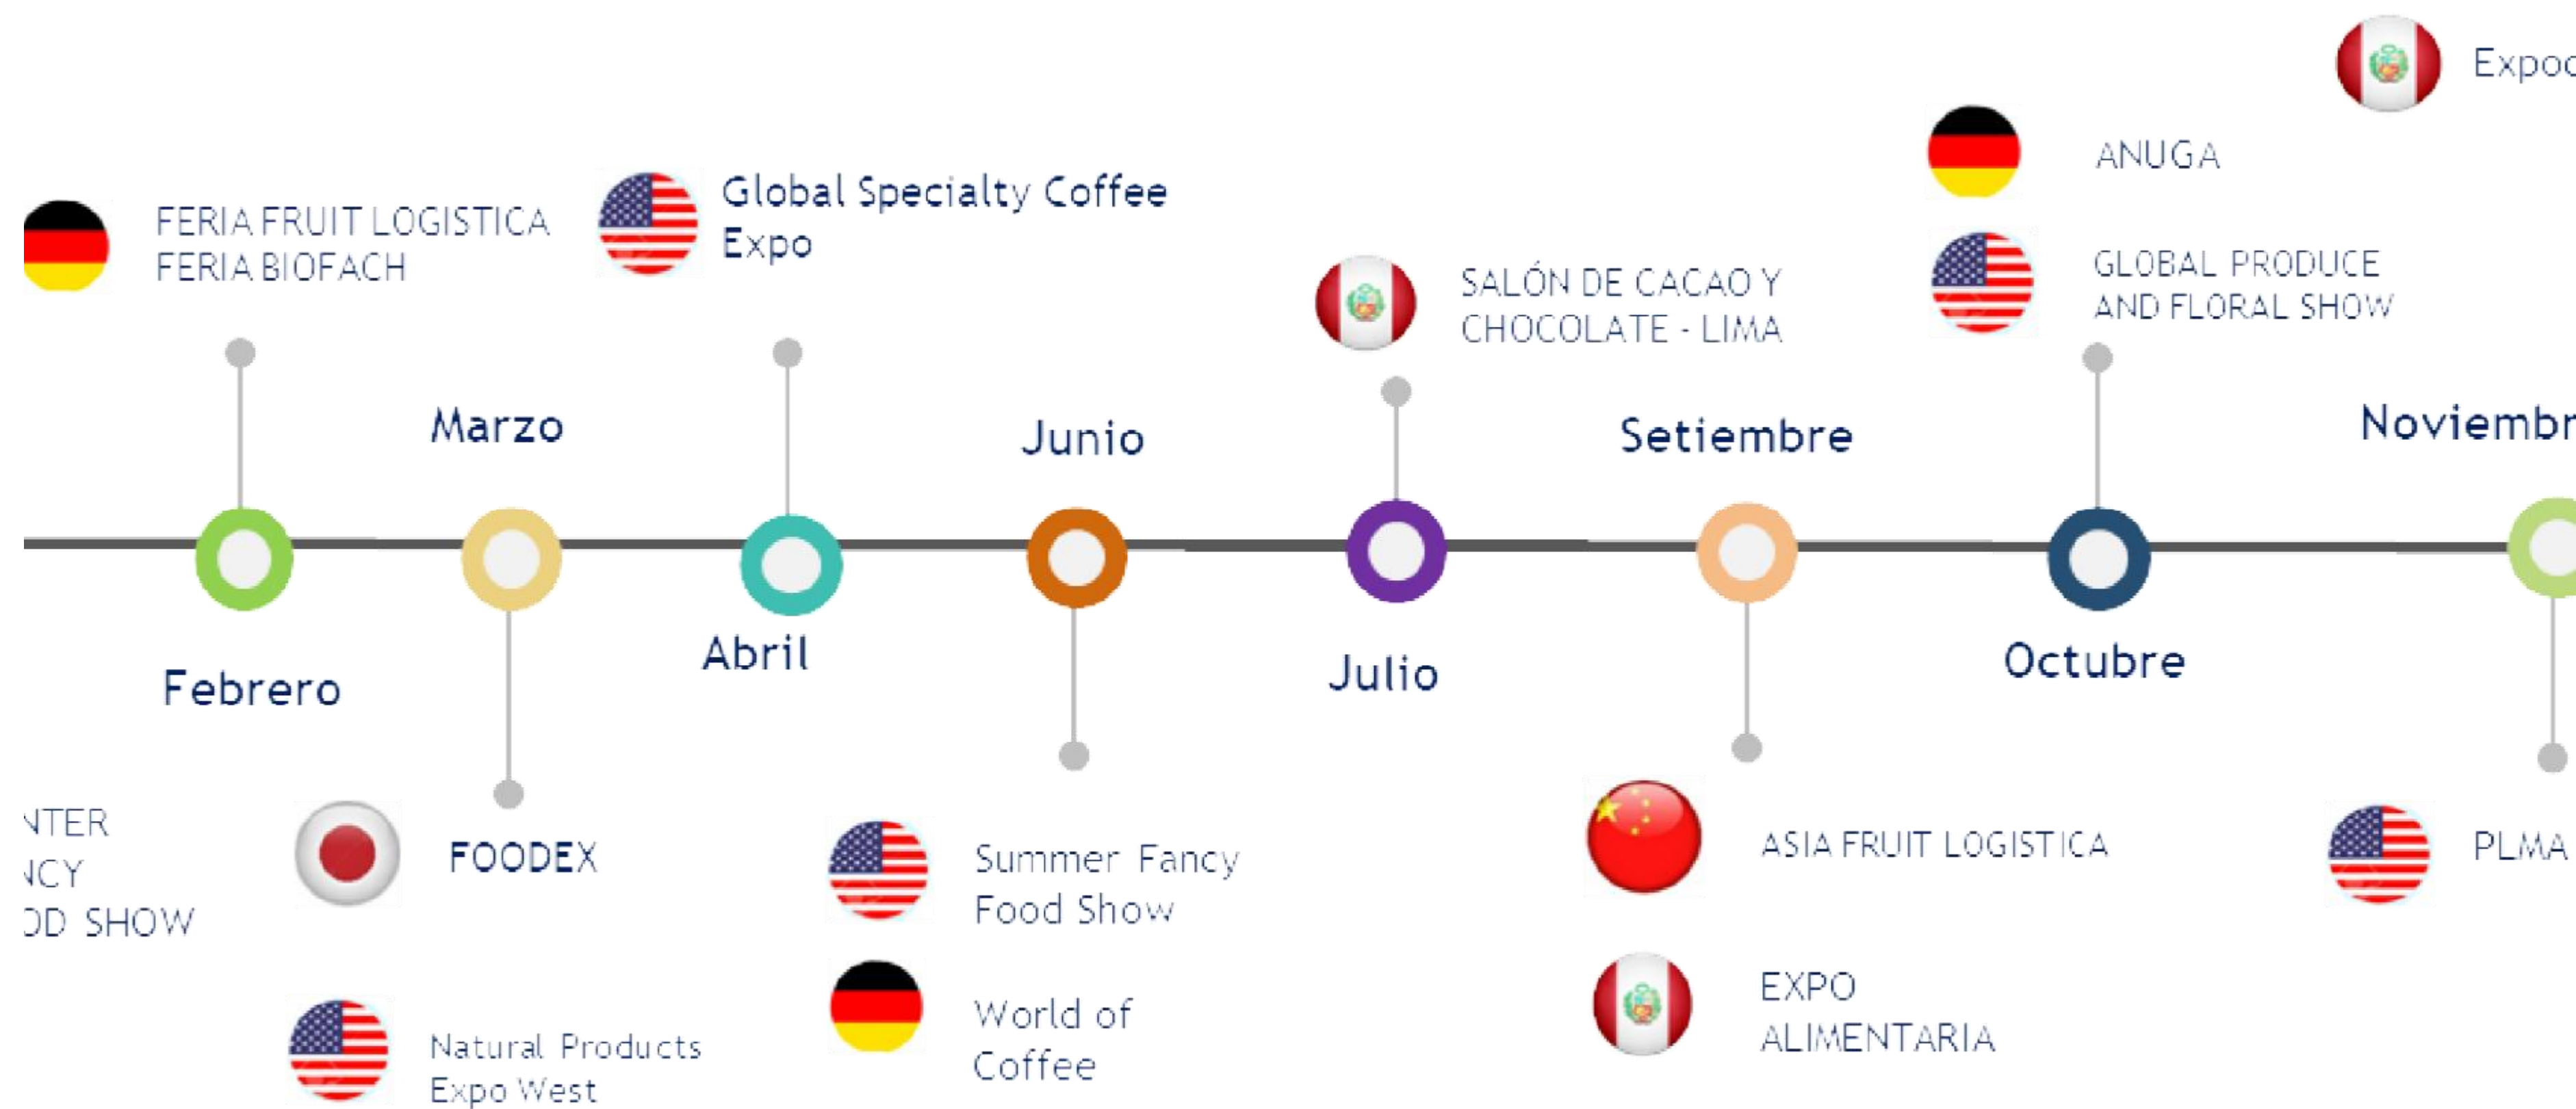 Expoc
ANUGA
Global Specialty Coffee
Expo
FERIA FRUIT LOGISTICA
FERIA BIOFACH
GLOBAL PRODUCE
AND FLORAL SHOW
SALÓN DE CACAO Y
CHOCOLATE - LIMA
Marzo
Junio
Setiembre
Noviembr
Febrero
Abril
Julio
Octubre
NTER
NCY
OD SHOW
FOODEX
Summer Fancy
Food Show
ASIA FRUIT LOGISTICA
PLMA
Natural Products
Expo West
World of
Coffee
EXPO
ALIMENTARIA